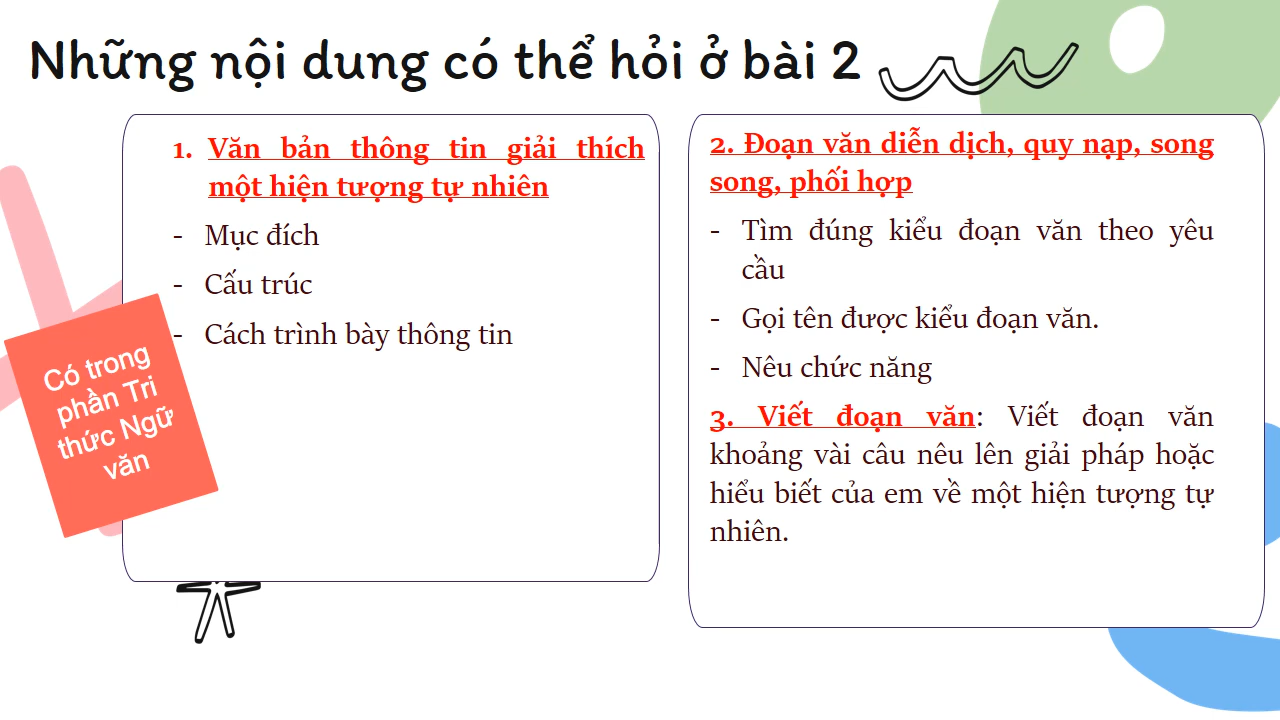 Những nội dung có thể hỏi ở bài 2
1. Văn bản thông tin giải thích
một hiện tượng tự nhiên
- Mục đích
- Cấu trúc
- Cách trình bày thông tin
Có trong
phần Tri
thức Ngữ
văn
2. Đoạn văn diễn dịch, quy nạp, song
song, phối hợp
- Tìm đúng kiểu đoạn văn theo yêu
cầu
- Gọi tên được kiểu đoạn văn.
- Nêu chức năng
3. Viết đoạn văn: Viết đoạn văn
khoảng vài câu nêu lên giải pháp hoặc
hiểu biết của em về một hiện tượng tự
nhiên.